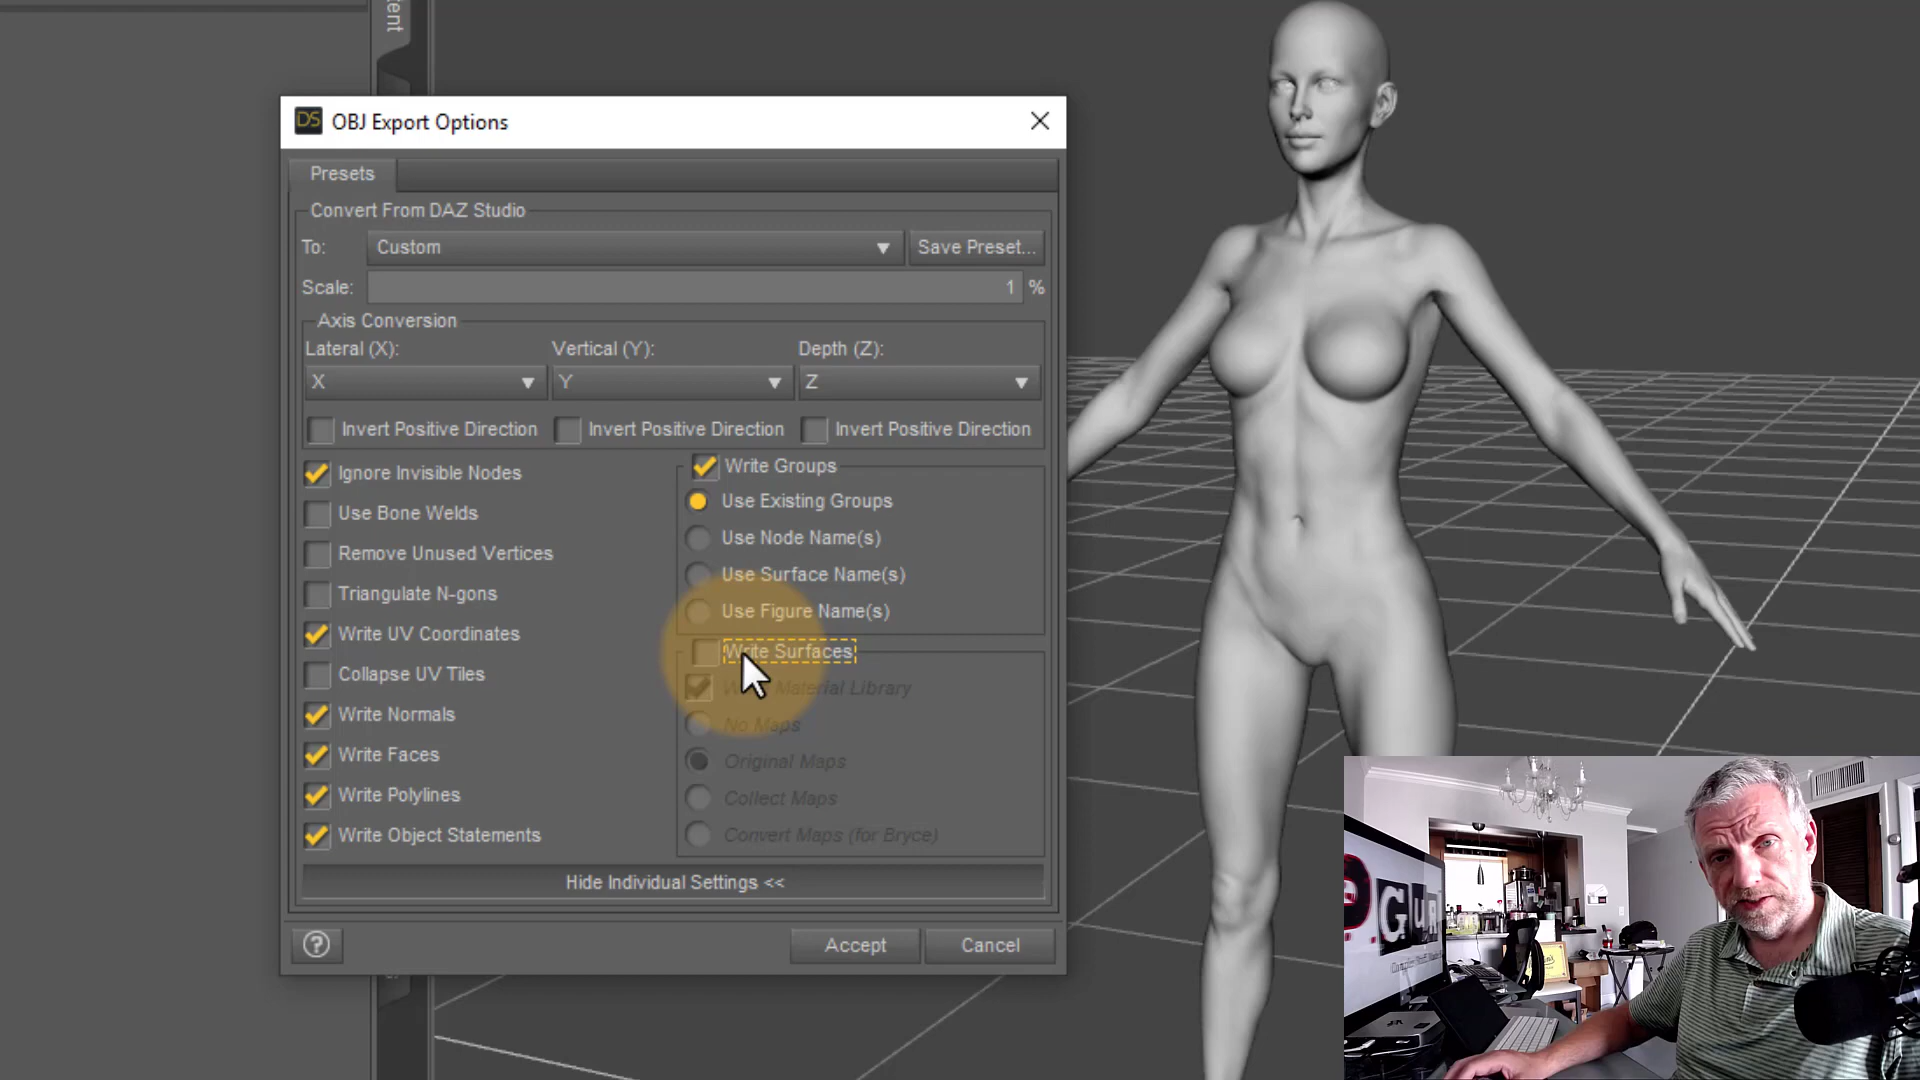 tent
DS OBJ Export Options
Presets
Convert From DAZ Studio
To: Custom Save Preset...
Scale: 1 %
Axis Conversion
Lateral (X): Vertical (Y): Depth (Z):
X Y Z
Invert Positive Direction Invert Positive Direction Invert Positive Direction
Ignore Invisible Nodes
Use Bone Welds
Remove Unused Vertices
Triangulate N-gons
Write UV Coordinates
Collapse UV Tiles
Write Normals
Write Faces
Write Polylines
Write Object Statements
Write Groups
Use Existing Groups
Use Node Name(s)
Use Surface Name(s)
Use Figure Name(s)
Write Surfaces
Material Library
No Maps
Original Maps
Collect Maps
Convert Maps (for Bryce)
Hide Individual Settings <<
? Accept Cancel